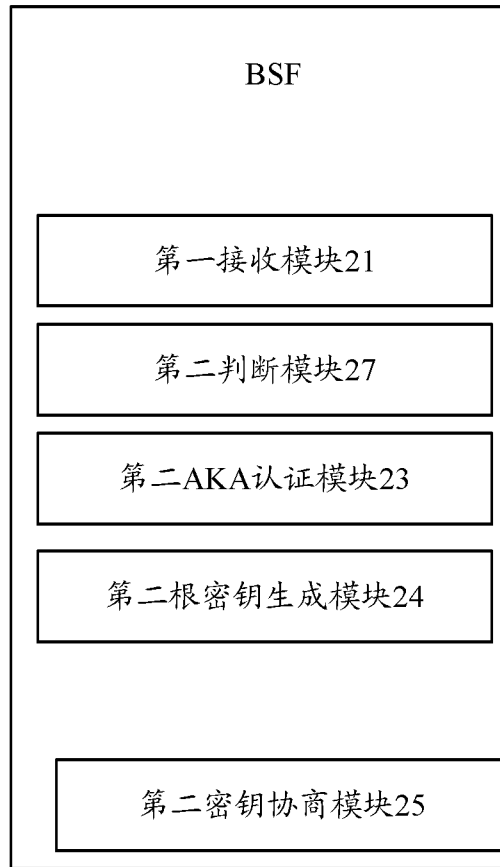 BSF
第一接收模块21
第二判断模块27
第二AKA认证模块23
第二根密钥生成模块24
第二密钥协商模块25